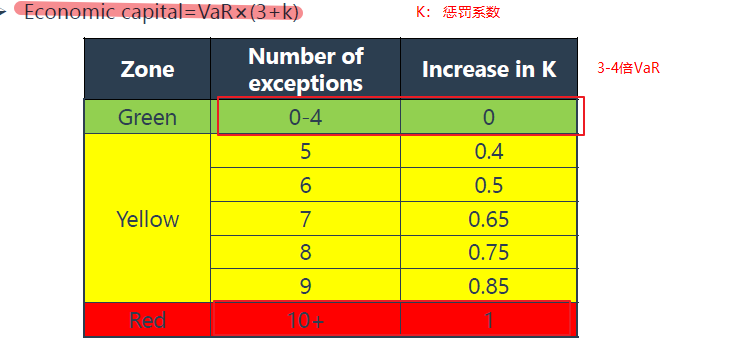 Economic capital=VaR×(3+k)
K： 惩罚系数
Zone Number of exceptions Increase in K
3-4倍VaR
Green 0-4 0
Yellow
5 0.4
6 0.5
7 0.65
8 0.75
9 0.85
Red 10+ 1